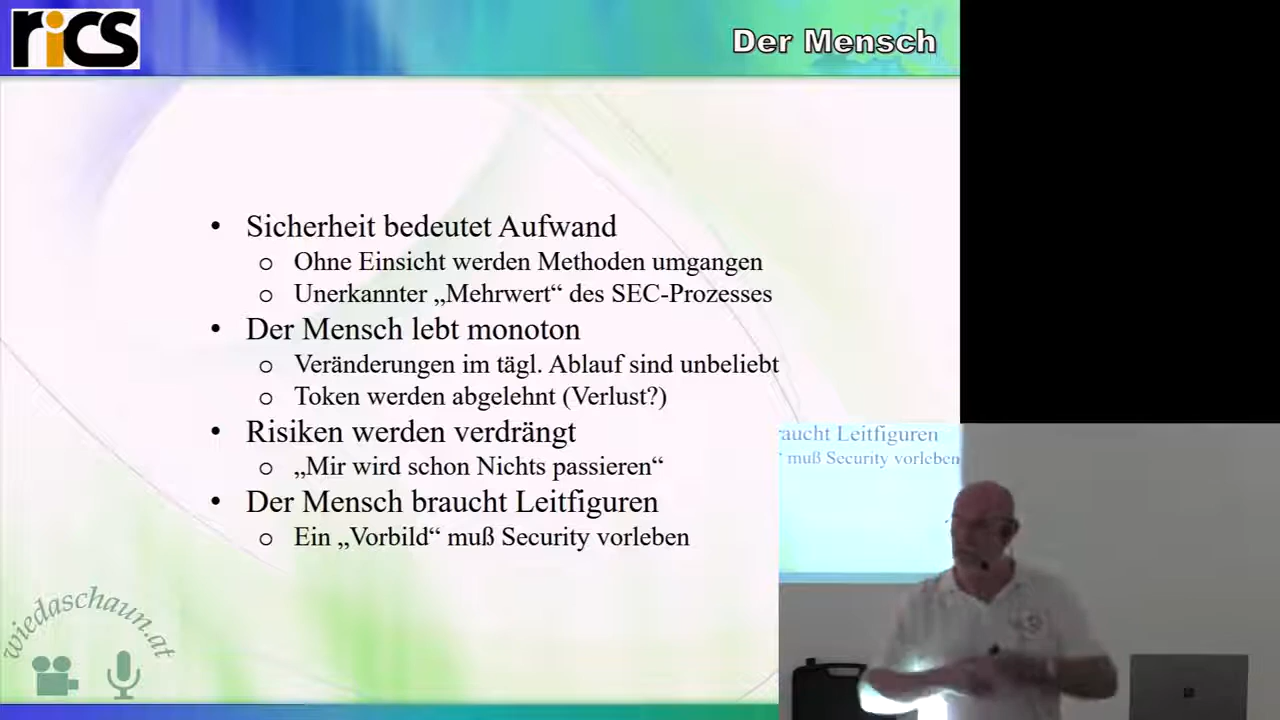 rics
Der Mensch
• Sicherheit bedeutet Aufwand
o Ohne Einsicht werden Methoden umgangen
o Unerkannter „Mehrwert“ des SEC-Prozesses
• Der Mensch lebt monoton
o Veränderungen im tägl. Ablauf sind unbeliebt
o Token werden abgelehnt (Verlust?)
• Risiken werden verdrängt
o „Mir wird schon Nichts passieren“
• Der Mensch braucht Leitfiguren
o Ein „Vorbild“ muß Security vorleben
raucht Leitfiguren
“ muß Security vorleben
wiedaschaun.at